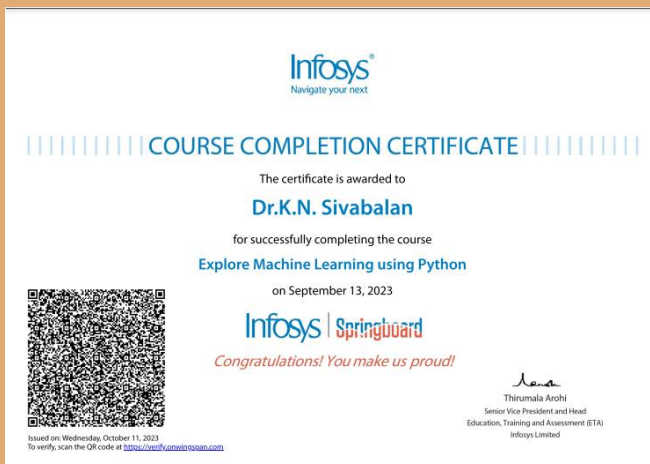 Infosys®
Navigate your next
COURSE COMPLETION CERTIFICATE
The certificate is awarded to
Dr.K.N. Sivabalan
for successfully completing the course
Explore Machine Learning using Python
on September 13, 2023
Infosys | Springboard
Congratulations! You make us proud!
Thirumala Arohi
Senior Vice President and Head
Education, Training and Assessment (ETA)
Infosys Limited
Issued on: Wednesday, October 11, 2023
To verify, scan the QR code at https://verify.onwingspan.com